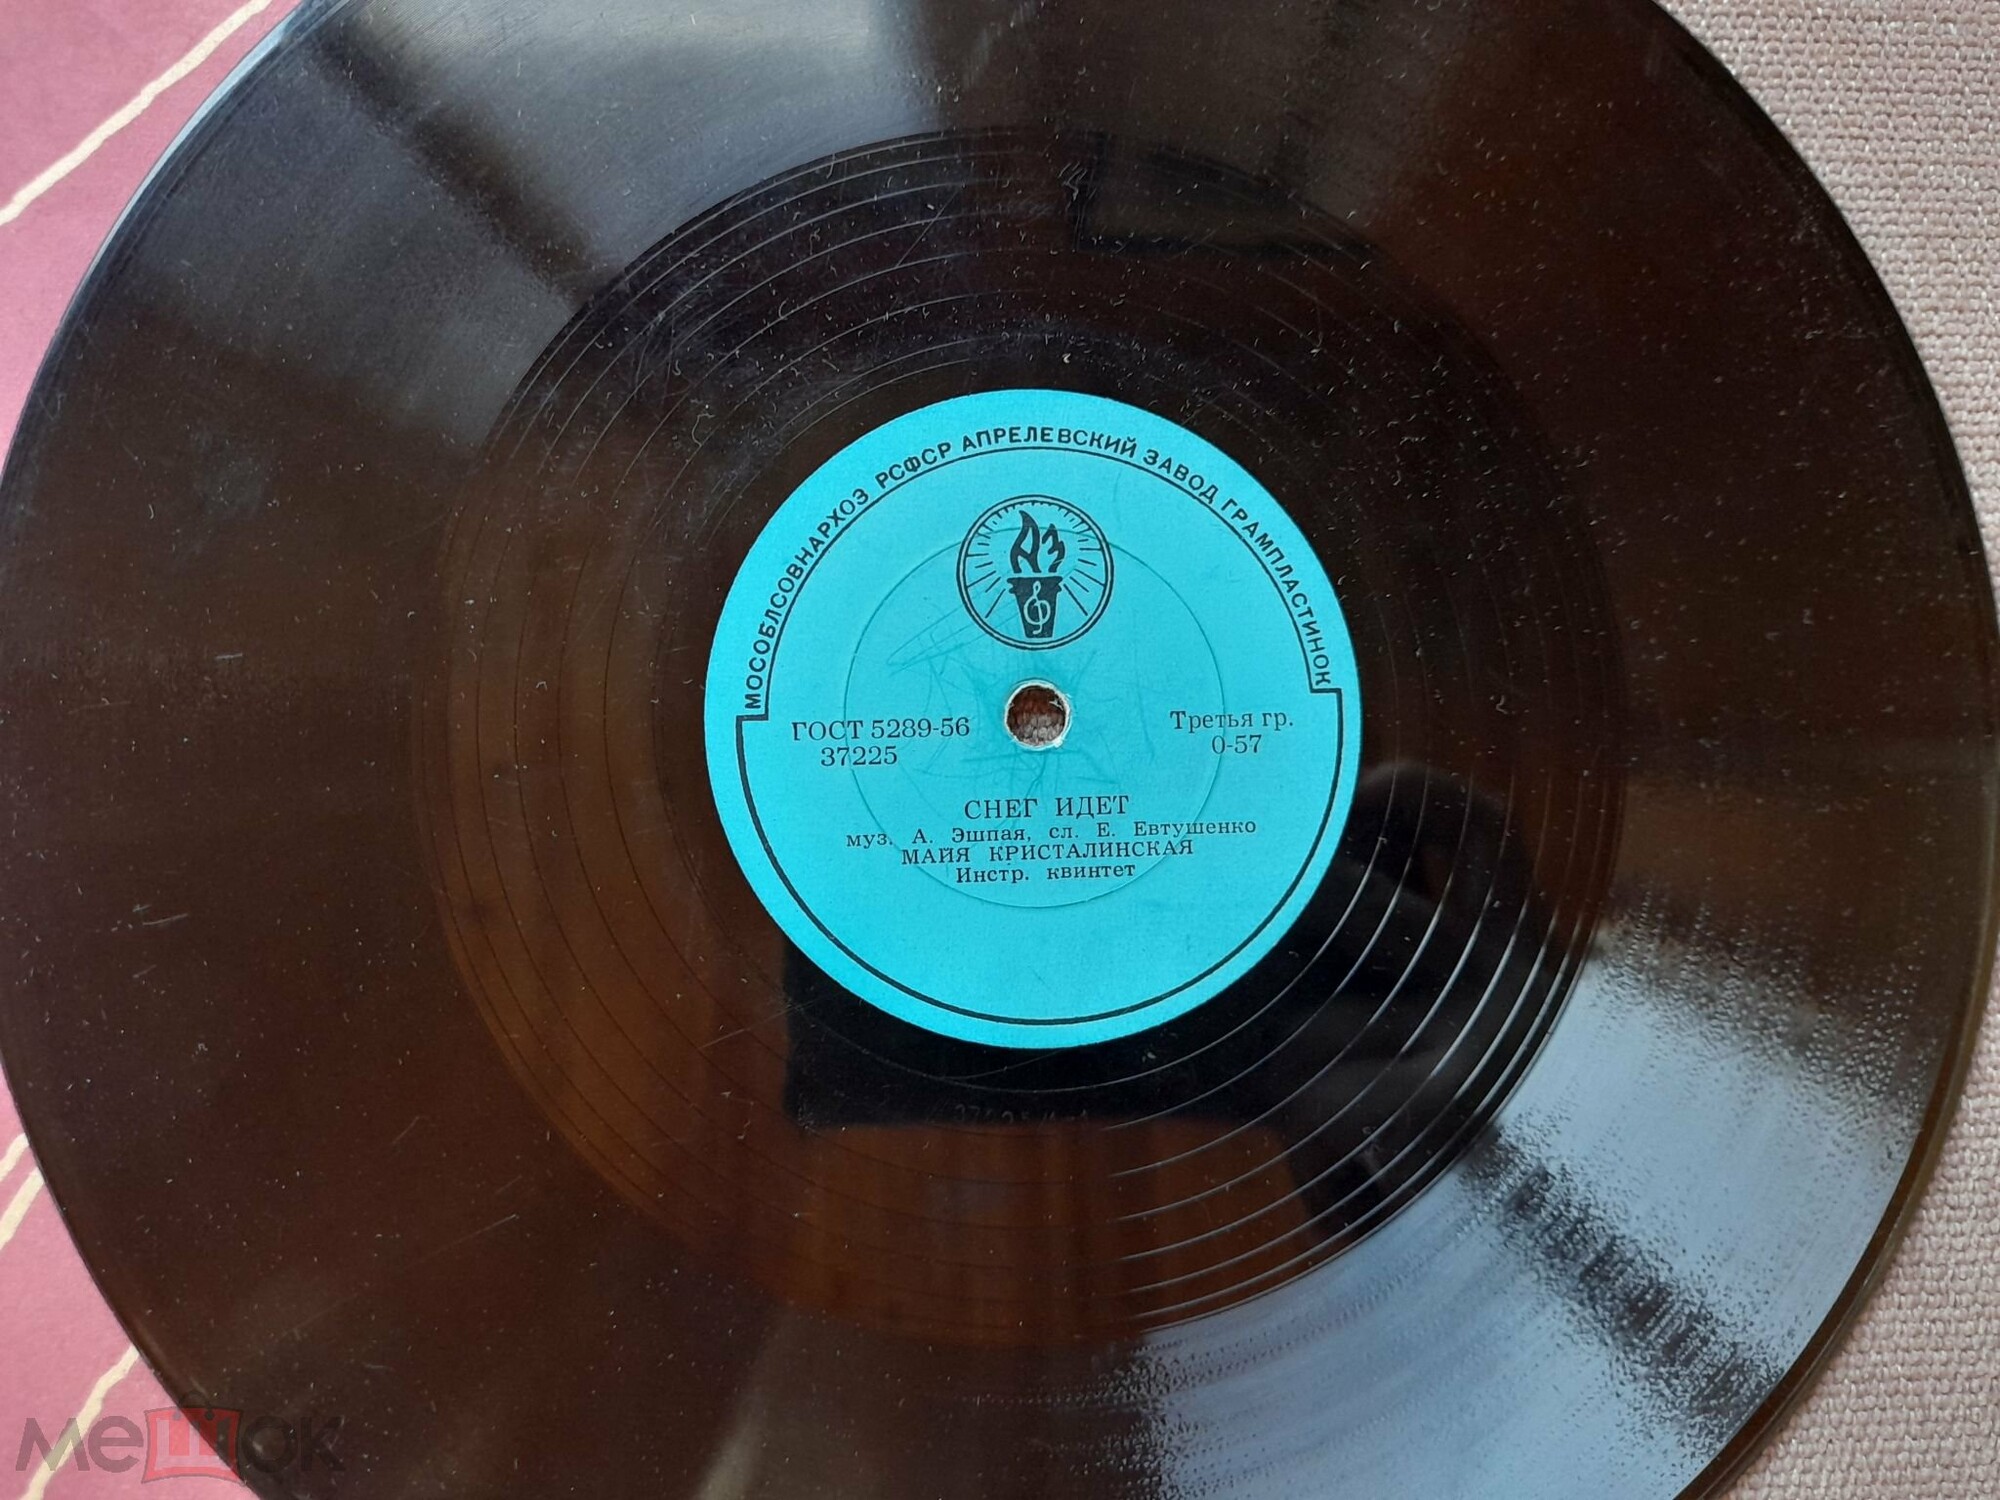 МОСОБЛСОВНАРХОЗ РСФСР АПРЕЛЕВСКИЙ ЗАВОД ГРАМПЛАСТИНОК
АЗ
ГОСТ 5289-56
37225
Третья гр.
0-57
СНЕГ ИДЕТ
муз. А. Эшпая, сл. Е. Евтушенко
МАЙЯ КРИСТАЛИНСКАЯ
Инстр. квинтет
мешок